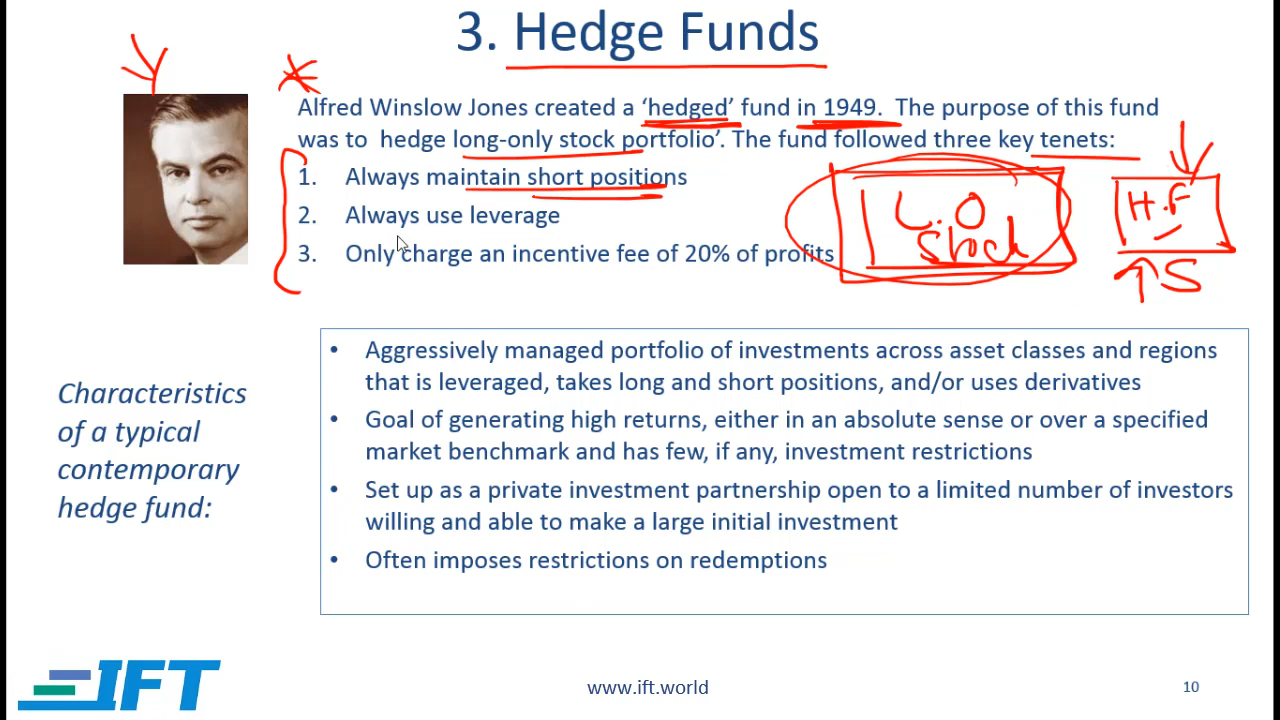 3. Hedge Funds
Alfred Winslow Jones created a ‘hedged’ fund in 1949. The purpose of this fund
was to hedge long-only stock portfolio’. The fund followed three key tenets:
1. Always maintain short positions
2. Always use leverage
3. Only charge an incentive fee of 20% of profits
L.O
Stock
H.F
↑S
Characteristics
of a typical
contemporary
hedge fund:
• Aggressively managed portfolio of investments across asset classes and regions
that is leveraged, takes long and short positions, and/or uses derivatives
• Goal of generating high returns, either in an absolute sense or over a specified
market benchmark and has few, if any, investment restrictions
• Set up as a private investment partnership open to a limited number of investors
willing and able to make a large initial investment
• Often imposes restrictions on redemptions
IFT
www.ift.world
10